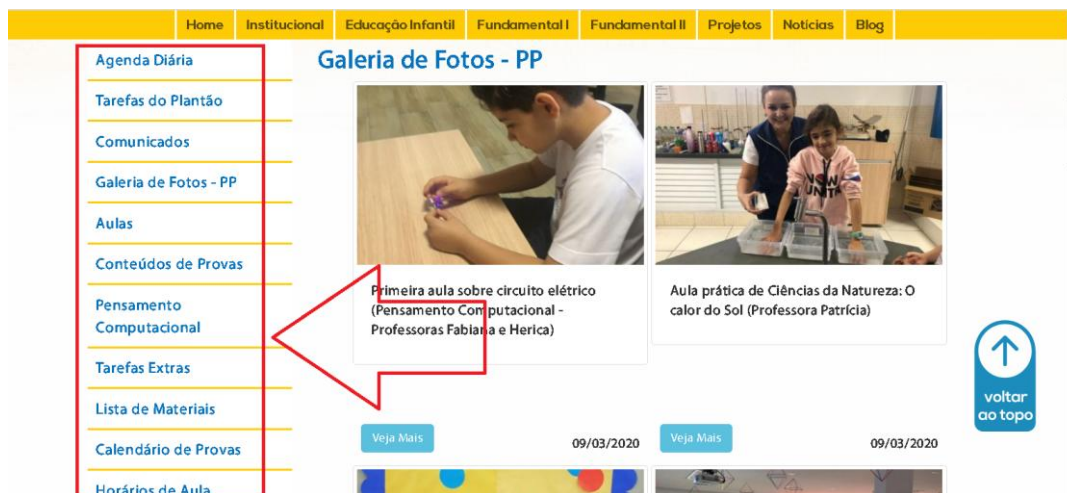 Home Institucional Educação Infantil Fundamental I Fundamental II Projetos Notícias Blog
Agenda Diária
Tarefas do Plantão
Comunicados
Galeria de Fotos - PP
Aulas
Conteúdos de Provas
Pensamento
Computacional
Tarefas Extras
Lista de Materiais
Calendário de Provas
Horários de Aula
Galeria de Fotos - PP
Primeira aula sobre circuito elétrico
(Pensamento Computacional -
Professoras Fabiana e Herica)
Veja Mais
09/03/2020
Aula prática de Ciências da Natureza: O
calor do Sol (Professora Patrícia)
Veja Mais
09/03/2020
voltar
ao topo